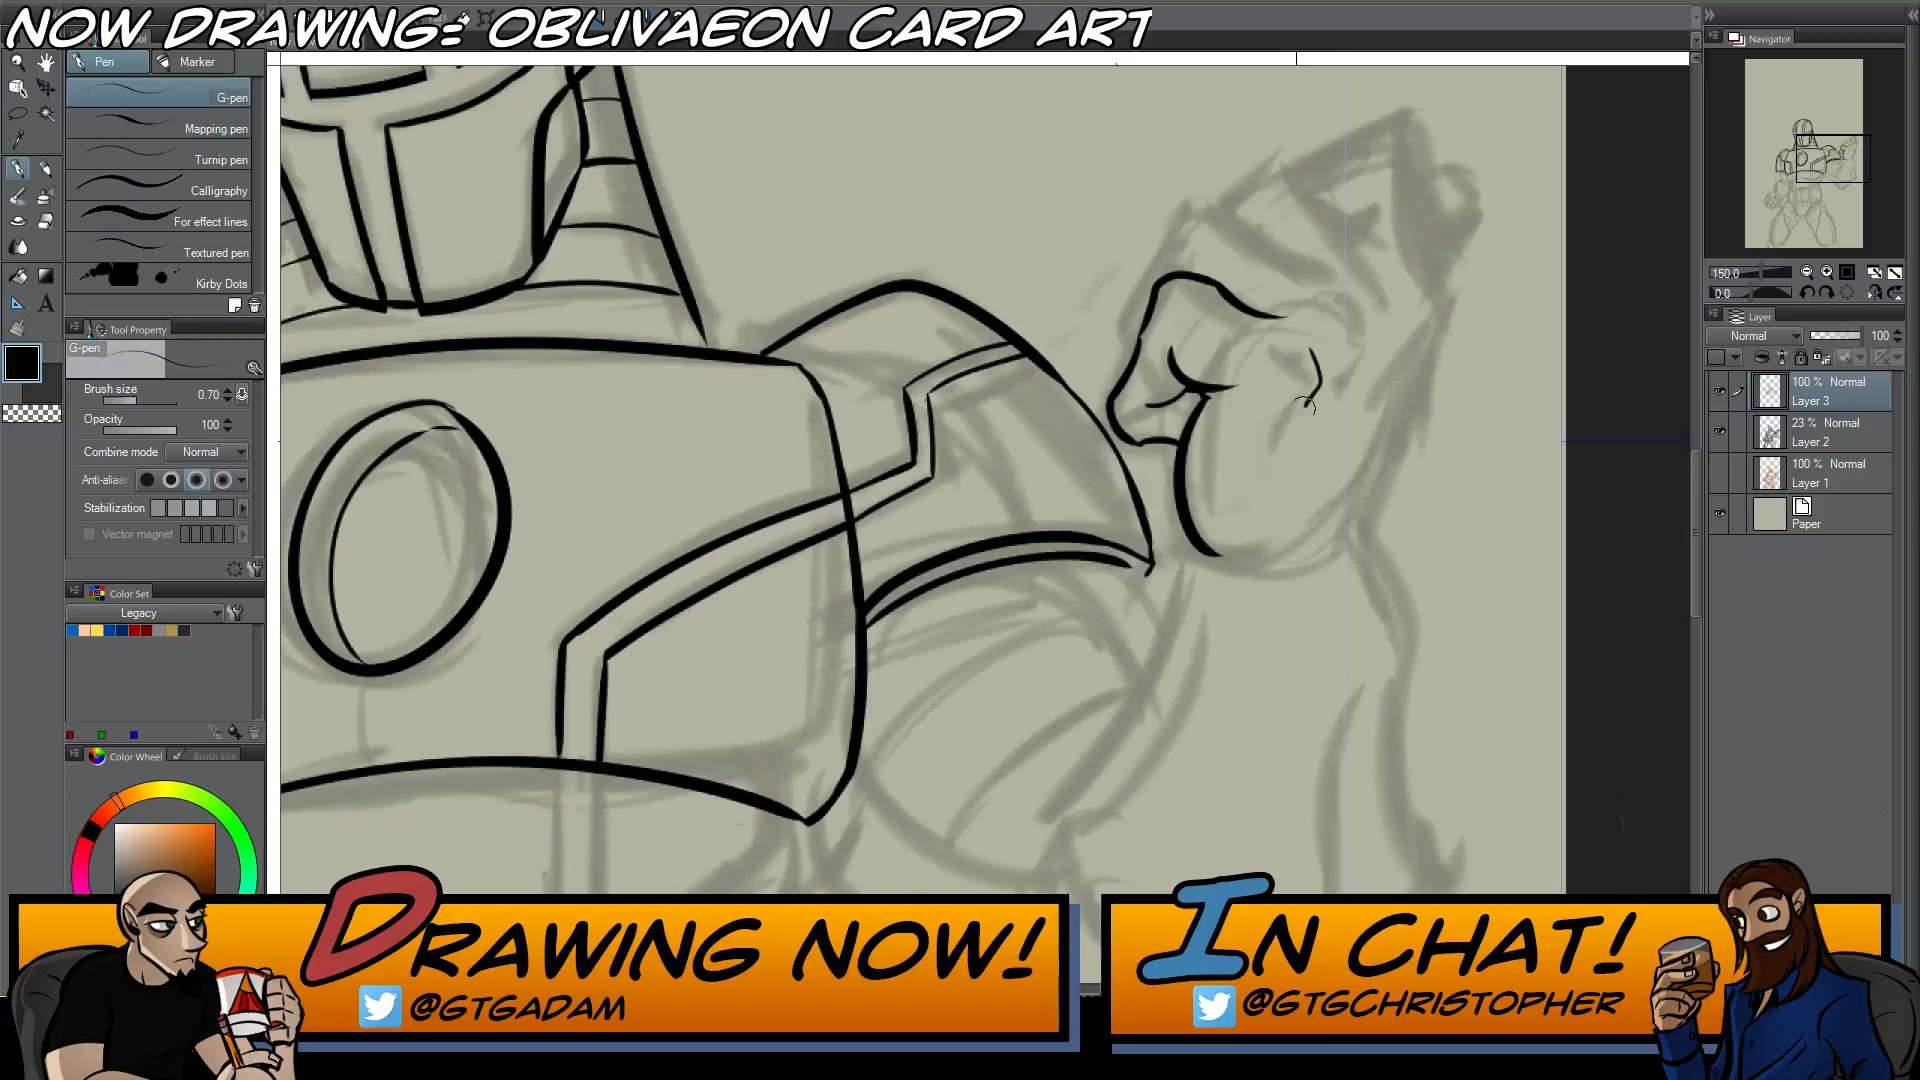 NOW DRAWING: OBLIVAEON CARD ART
Pen
Marker
G-pen
Mapping pen
Turnip pen
Calligraphy
For effect lines
Textured pen
Kirby Dots
Tool Property
G-pen
Brush size
0.70
Opacity
100
Combine mode
Normal
Anti-aliasin
Stabilization
Vector magnet
Color Set
Legacy
Color Wheel
Brush size
Navigator
150.0
0.0
Layer
Normal
100
100 % Normal
Layer 3
23 % Normal
Layer 2
100 % Normal
Layer 1
Paper
DRAWING NOW!
@GTGADAM
IN CHAT!
@GTGCHRISTOPHER